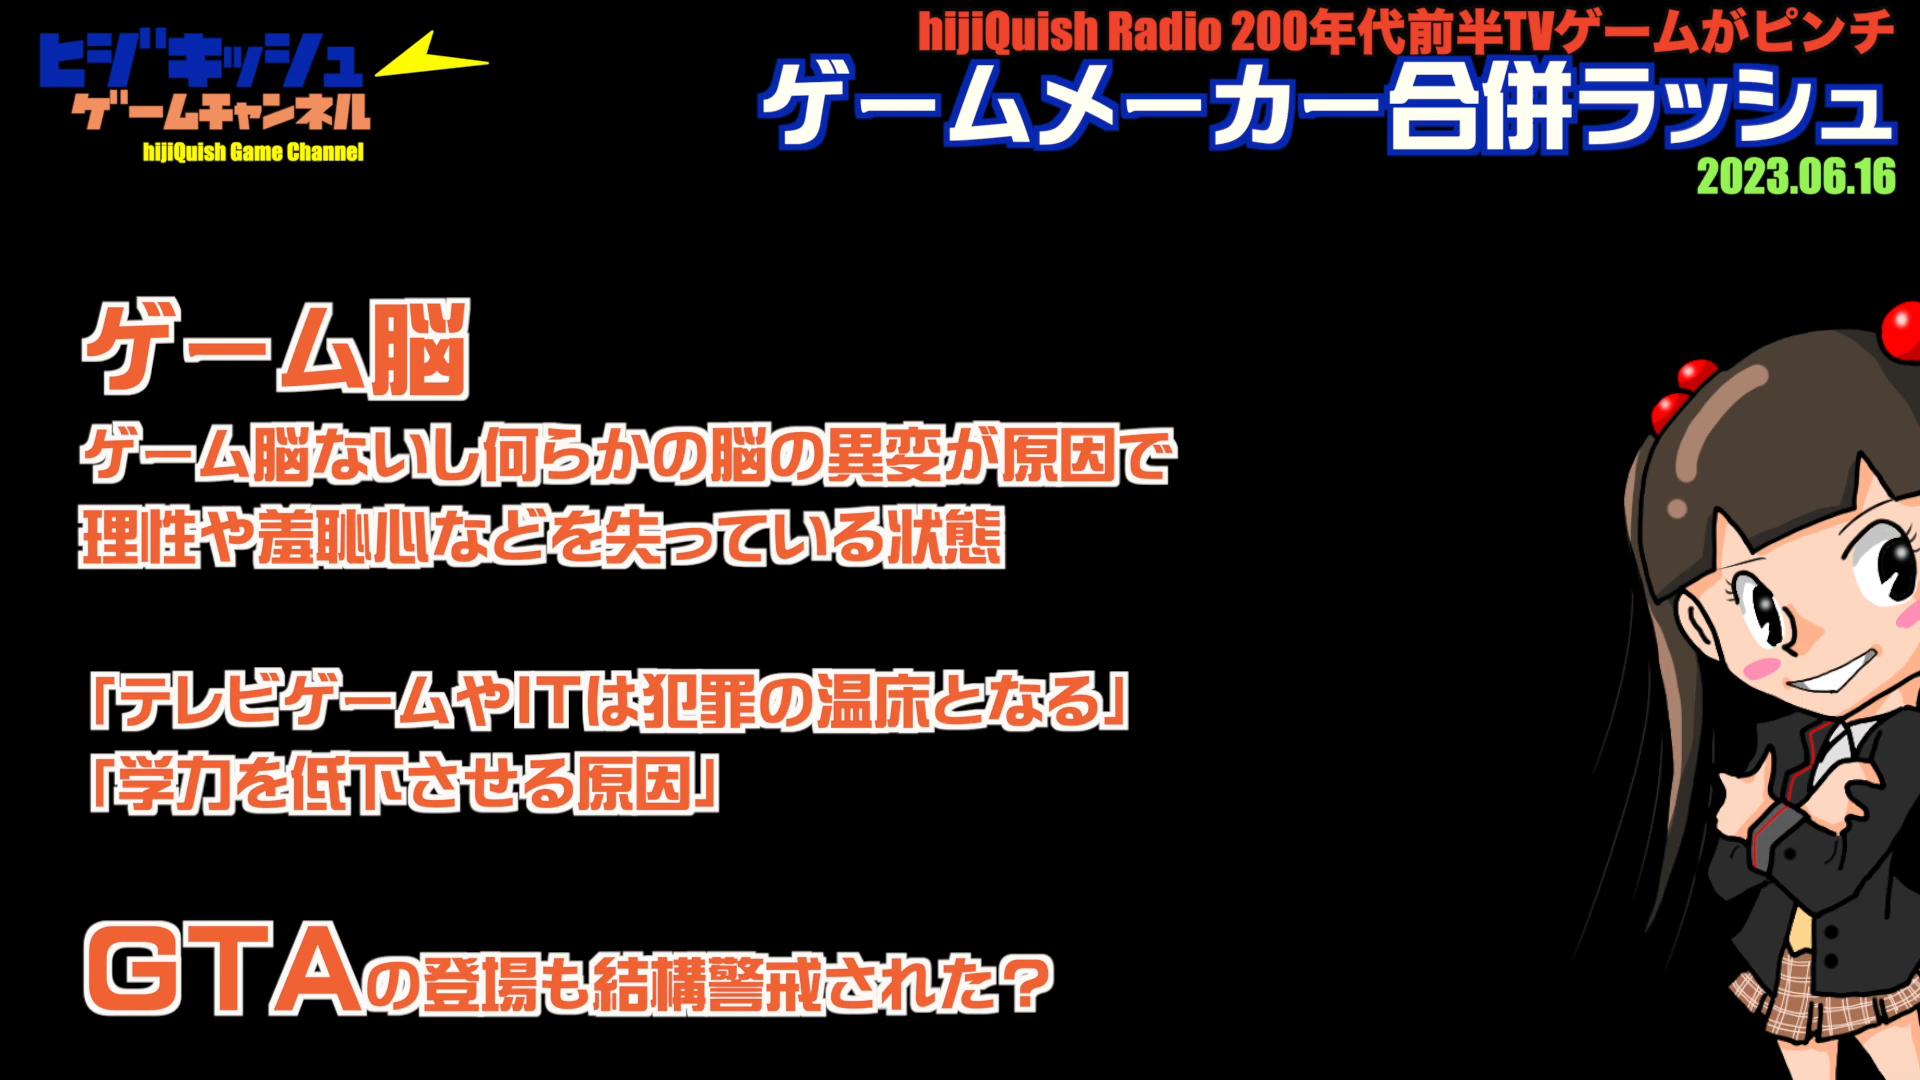 ヒジキッシュ
ゲームチャンネル
hijiQuish Game Channel
hijiQuish Radio 200年代前半TVゲームがピンチ
ゲームメーカー合併ラッシュ
2023.06.16
ゲーム脳
ゲーム脳ないし何らかの脳の異変が原因で
理性や羞恥心などを失っている状態
「テレビゲームやITは犯罪の温床となる」
「学力を低下させる原因」
GTAの登場も結構警戒された？